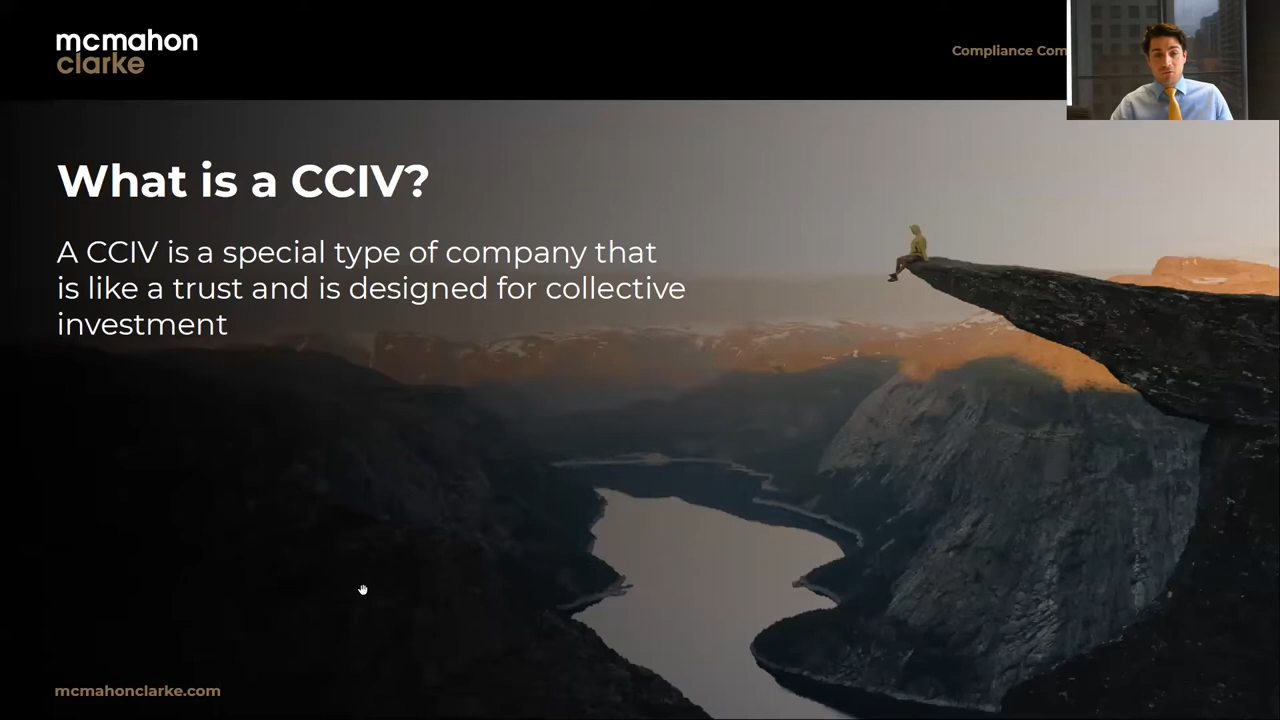 mcmahon
clarke
Compliance
What is a CCIV?
A CCIV is a special type of company that
is like a trust and is designed for collective
investment
mcmahonclarke.com